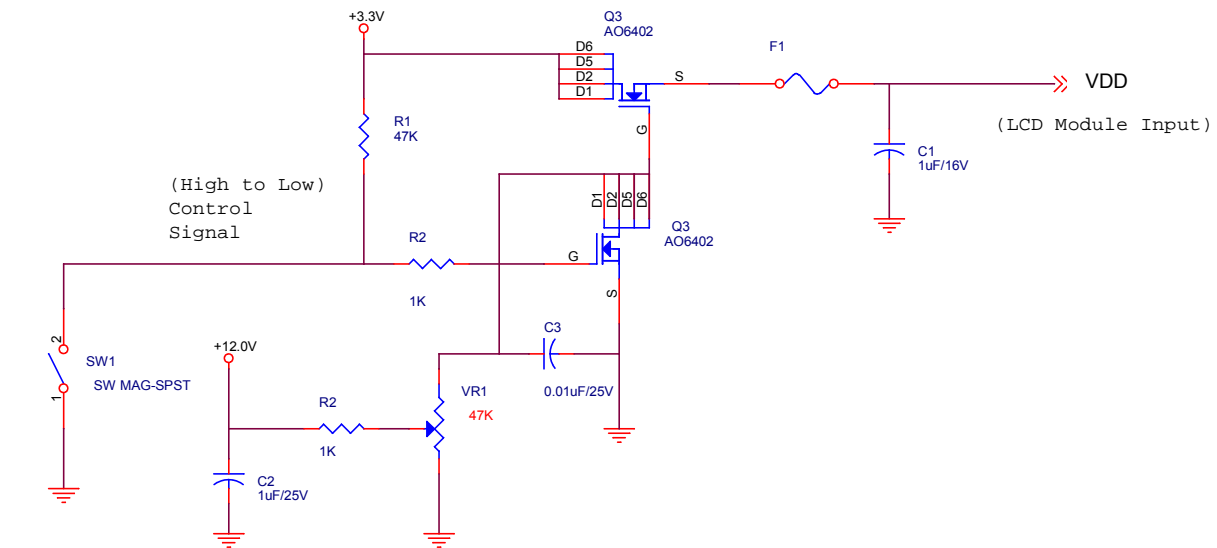 +3.3V
Q3
AO6402
D6
D5
D2
D1
S
G
F1
VDD
(LCD Module Input)
R1
47K
C1
1uF/16V
(High to Low)
Control
Signal
D1
D2
D5
D6
Q3
AO6402
R2
1K
G
S
2
1
SW1
SW MAG-SPST
+12.0V
C3
0.01uF/25V
VR1
47K
R2
1K
C2
1uF/25V